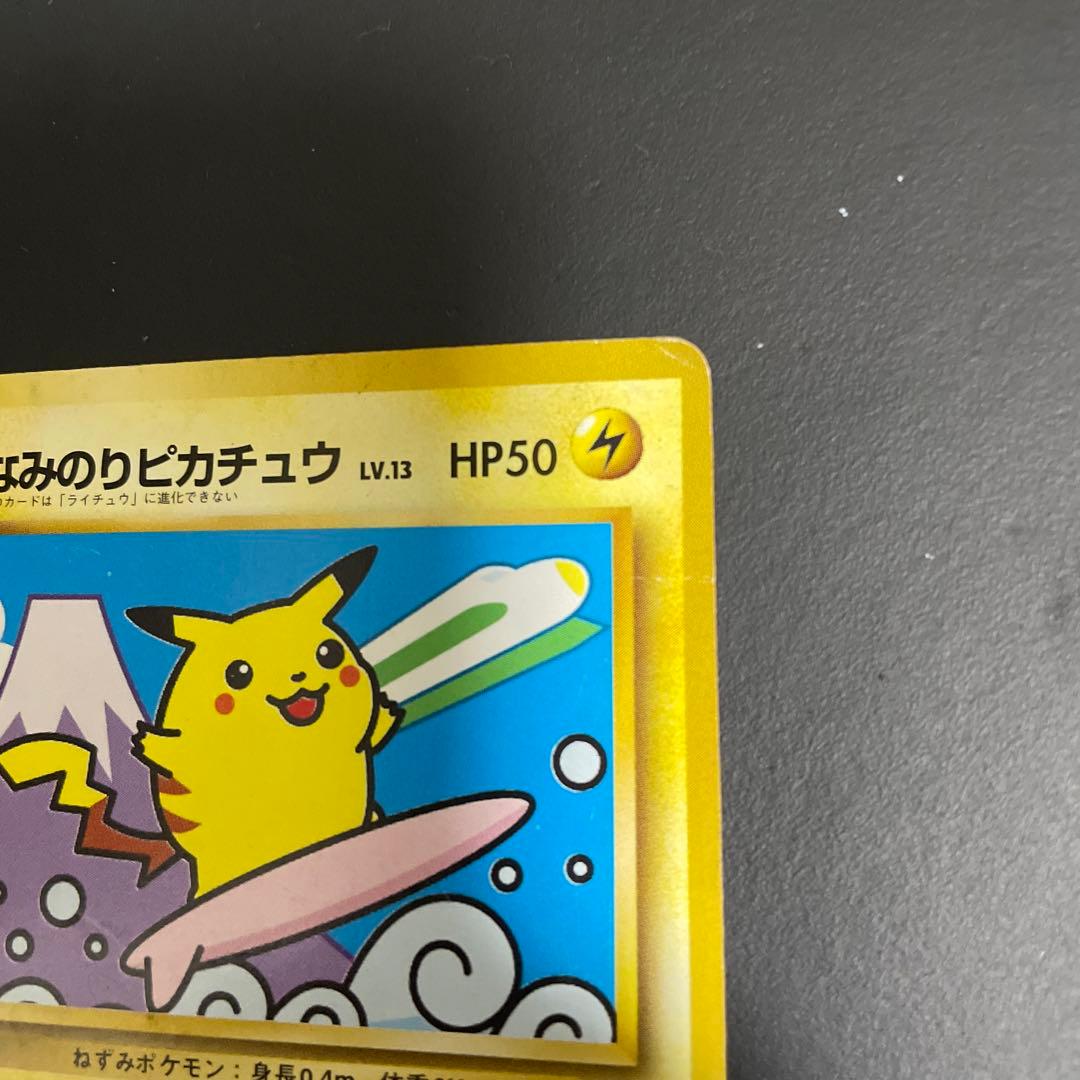 なみのりピカチュウ LV.13 HP50
のカードは「ライチュウ」に進化できない
ねずみポケモン：身長0.4m